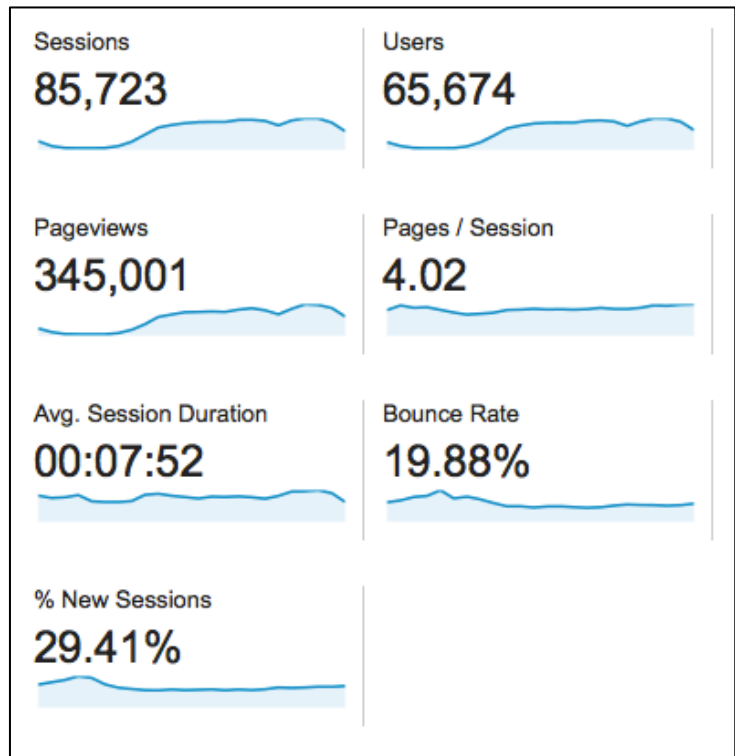 Sessions
85,723
Users
65,674
Pageviews
345,001
Pages / Session
4.02
Avg. Session Duration
00:07:52
Bounce Rate
19.88%
% New Sessions
29.41%